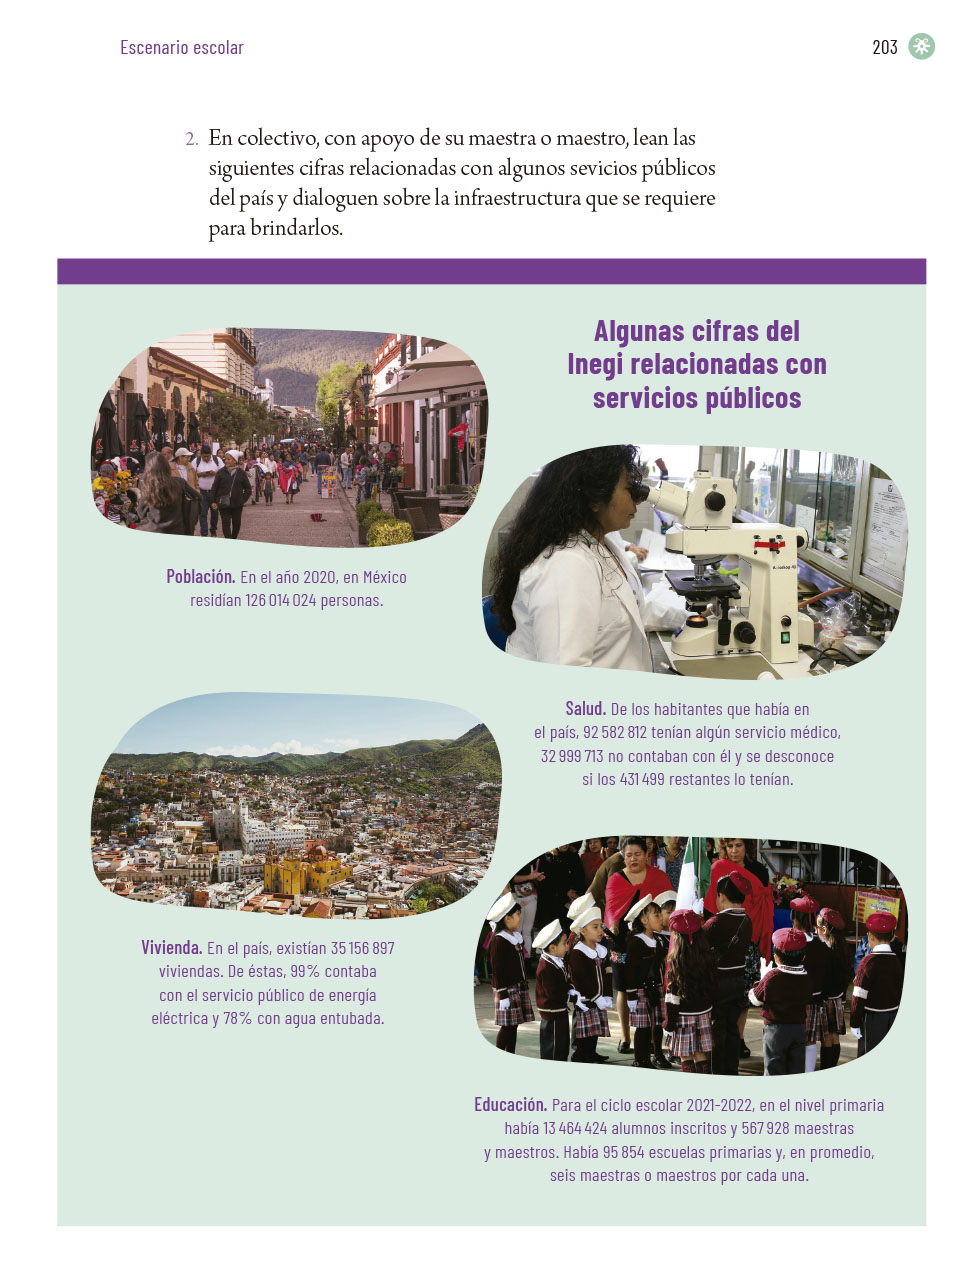 Escenario escolar
203
2. En colectivo, con apoyo de su maestra o maestro, lean las
siguientes cifras relacionadas con algunos sevicios públicos
del país y dialoguen sobre la infraestructura que se requiere
para brindarlos.
Algunas cifras del
Inegi relacionadas con
servicios públicos
Población. En el año 2020, en México
residían 126 014 024 personas.
Salud. De los habitantes que había en
el país, 92 582 812 tenían algún servicio médico,
32 999 713 no contaban con él y se desconoce
si los 431 499 restantes lo tenían.
Vivienda. En el país, existían 35 156 897
viviendas. De éstas, 99% contaba
con el servicio público de energía
eléctrica y 78% con agua entubada.
Educación. Para el ciclo escolar 2021-2022, en el nivel primaria
había 13 464 424 alumnos inscritos y 567 928 maestras
y maestros. Había 95 854 escuelas primarias y, en promedio,
seis maestras o maestros por cada una.